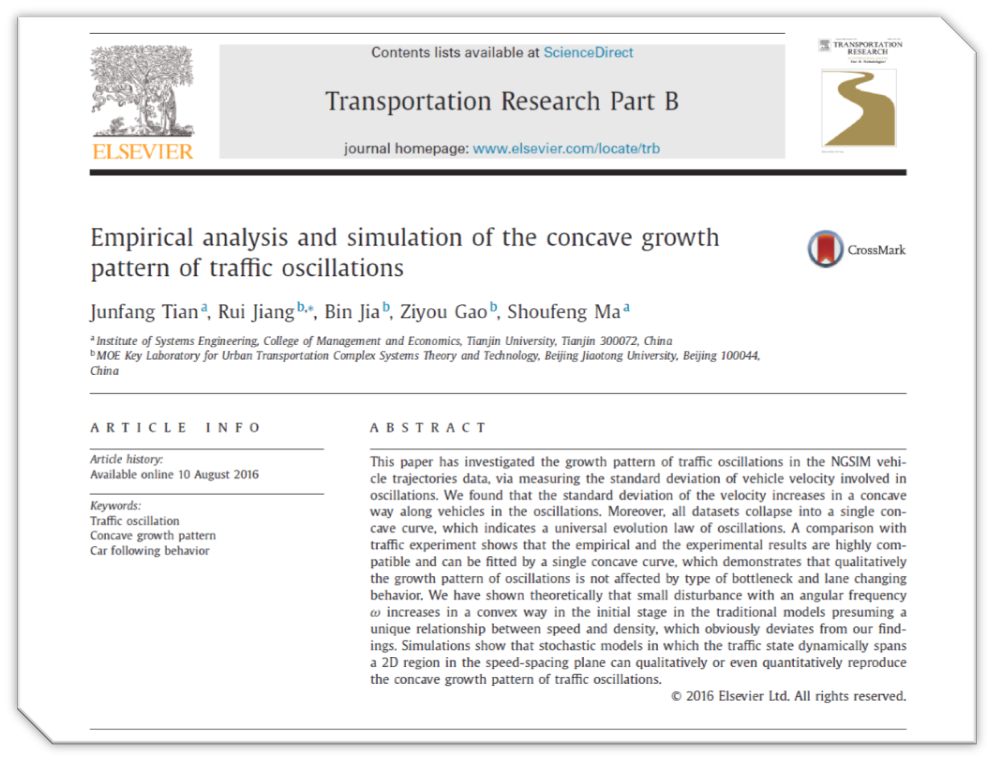 Contents lists available at ScienceDirect
Transportation Research Part B
journal homepage: www.elsevier.com/locate/trb
ELSEVIER
TRANSPORTATION
RESEARCH
Empirical analysis and simulation of the concave growth
pattern of traffic oscillations
CrossMark
Junfang Tian a, Rui Jiang b,*, Bin Jia b, Ziyou Gao b, Shoufeng Ma a
a Institute of Systems Engineering, College of Management and Economics, Tianjin University, Tianjin 300072, China
b MOE Key Laboratory for Urban Transportation Complex Systems Theory and Technology, Beijing Jiaotong University, Beijing 100044,
China
ARTICLE INFO
Article history:
Available online 10 August 2016
Keywords:
Traffic oscillation
Concave growth pattern
Car following behavior
ABSTRACT
This paper has investigated the growth pattern of traffic oscillations in the NGSIM vehi-
cle trajectories data, via measuring the standard deviation of vehicle velocity involved in
oscillations. We found that the standard deviation of the velocity increases in a concave
way along vehicles in the oscillations. Moreover, all datasets collapse into a single con-
cave curve, which indicates a universal evolution law of oscillations. A comparison with
traffic experiment shows that the empirical and the experimental results are highly com-
patible and can be fitted by a single concave curve, which demonstrates that qualitatively
the growth pattern of oscillations is not affected by type of bottleneck and lane changing
behavior. We have shown theoretically that small disturbance with an angular frequency
ω increases in a convex way in the initial stage in the traditional models presuming a
unique relationship between speed and density, which obviously deviates from our find-
ings. Simulations show that stochastic models in which the traffic state dynamically spans
a 2D region in the speed-spacing plane can qualitatively or even quantitatively reproduce
the concave growth pattern of traffic oscillations.
© 2016 Elsevier Ltd. All rights reserved.